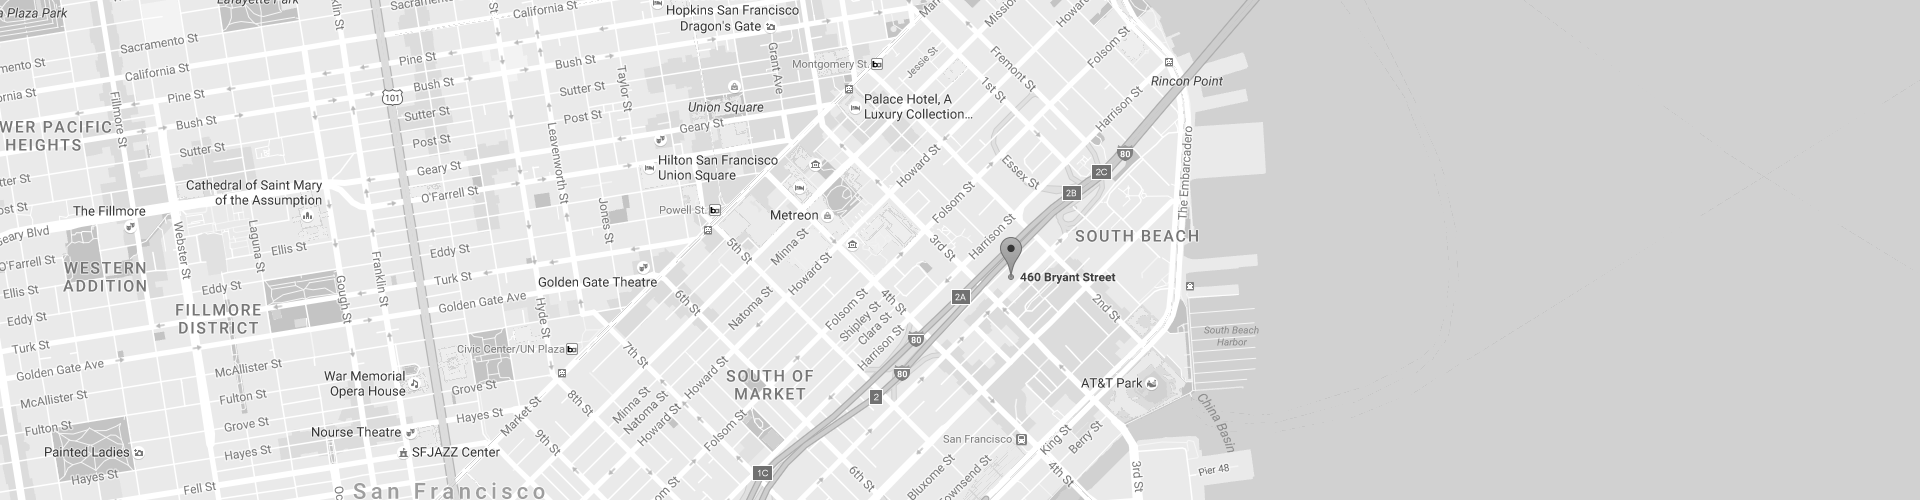 a Plaza Park
Lafayette Park
Sacramento St
California St
Hopkins San Francisco
Dragon's Gate
Mission
Howard
Folsom St
Sacramento St
Pine St
Bush St
Grant Ave
Montgomery St.
Jessie St
Fremont St
Rincon Point
California St
Pine St
Fillmore St
101
Sutter St
Taylor St
Sutter St
Post St
Union Square
Palace Hotel, A
Luxury Collection...
1st St
Harrison St
WER PACIFIC
HEIGHTS
Bush St
Sutter St
Post St
Geary St
Leavenworth St
80
The Embarcadero
Cathedral of Saint Mary
of the Assumption
Geary St
O'Farrell St
Hilton San Francisco
Union Square
Howard St
Essex St
2C
2B
The Fillmore
Geary Blvd
Webster St
Laguna St
Jones St
Powell St.
Metreon
Folsom St
Harrison St
SOUTH BEACH
O'Farrell St
Ellis St
Ellis St
Franklin St
Eddy St
5th St
Minna St
3rd St
WESTERN
ADDITION
Eddy St
Gough St
Turk St
Golden Gate Theatre
Howard St
460 Bryant Street
FILLMORE
DISTRICT
Eddy St
Golden Gate Ave
Hyde St
6th St
Natoma St
Folsom St
4th St
2A
2nd St
Turk St
Shipley St
Clara St
Harrison St
80
South Beach
Harbor
Golden Gate Ave
McAllister St
Civic Center/UN Plaza
7th St
Howard St
SOUTH OF
MARKET
80
War Memorial
Opera House
Grove St
AT&T Park
McAllister St
Fulton St
Hayes St
Market St
8th St
Minna St
Natoma St
Howard St
Folsom St
2
China Basin
Fulton St
Grove St
Nourse Theatre
9th St
San Francisco
King St
Berry St
Painted Ladies
Hayes St
SFJAZZ Center
Hayes St
Fell St
San Francisco
1C
6th St
Bluxome St
Townsend St
4th St
3rd St
Pier 48